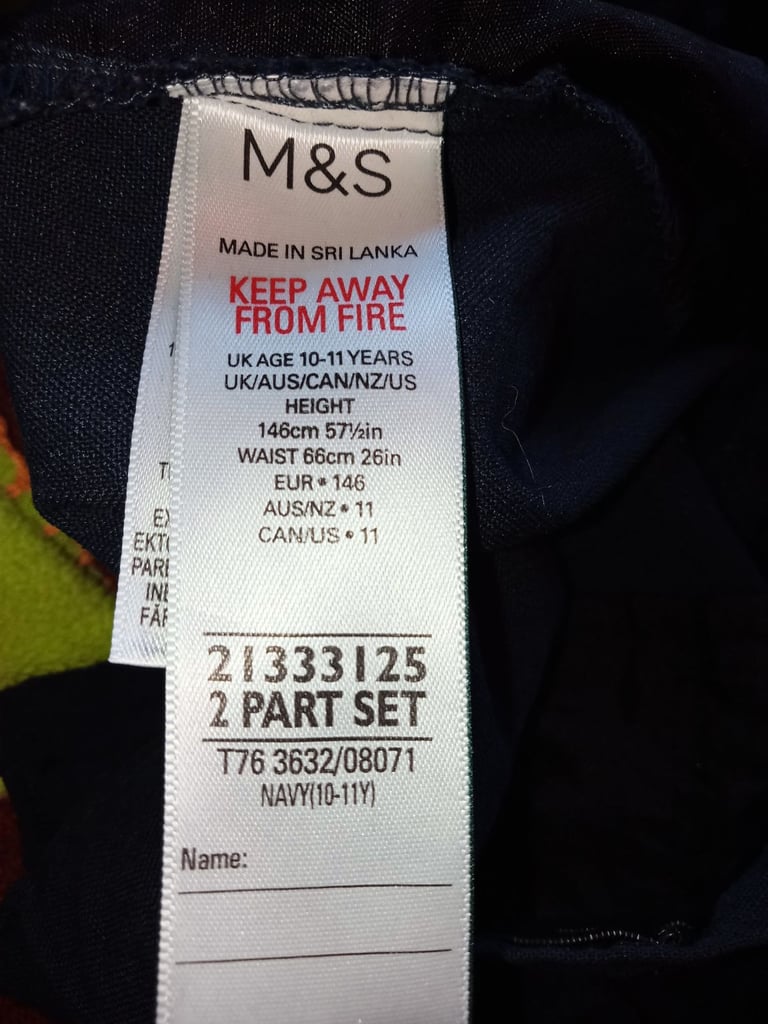 M&S
MADE IN SRI LANKA
KEEP AWAY
FROM FIRE
UK AGE 10-11 YEARS
UK/AUS/CAN/NZ/US
HEIGHT
146cm 57½in
WAIST 66cm 26in
EUR • 146
AUS/NZ • 11
CAN/US • 11
21333125
2 PART SET
T76 3632/08071
NAVY(10-11Y)
Name: